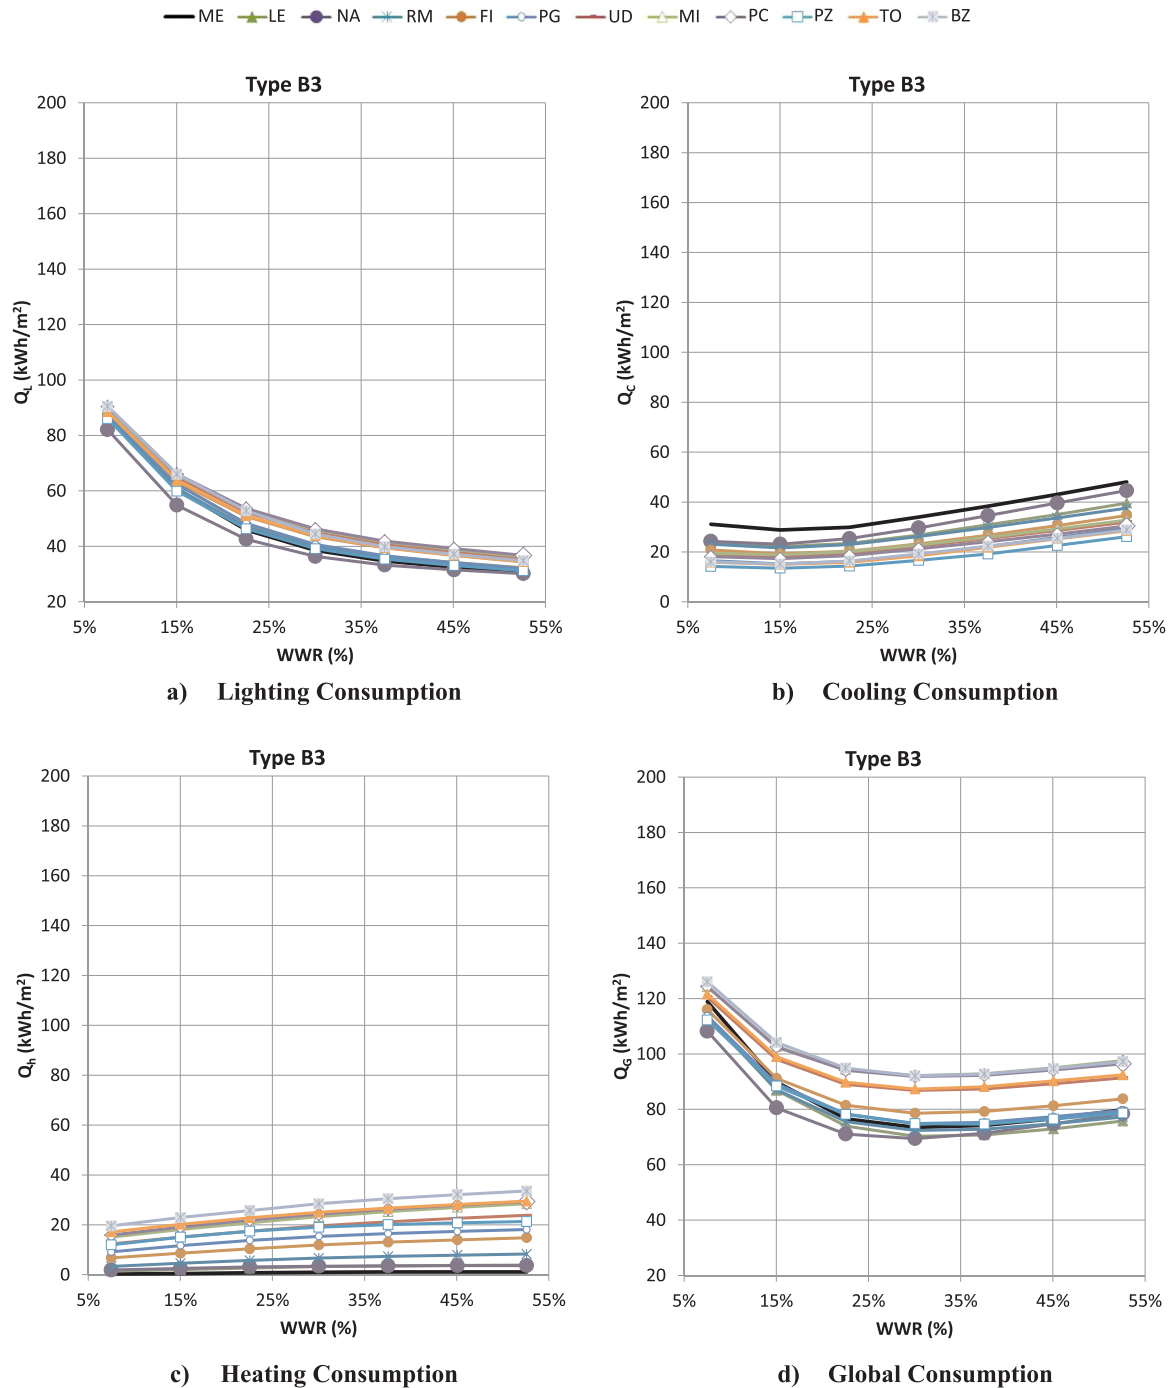 ME LE NA RM FI PG UD MI PC PZ TO BZ
Type B3
200
180
160
140
120
100
80
60
40
20
5% 15% 25% 35% 45% 55%
Q_L (kWh/m²)
WWR (%)
a) Lighting Consumption
Type B3
200
180
160
140
120
100
80
60
40
20
0
5% 15% 25% 35% 45% 55%
Q_C (kWh/m²)
WWR (%)
b) Cooling Consumption
Type B3
200
180
160
140
120
100
80
60
40
20
0
5% 15% 25% 35% 45% 55%
Q_h (kWh/m²)
WWR (%)
c) Heating Consumption
Type B3
200
180
160
140
120
100
80
60
40
20
5% 15% 25% 35% 45% 55%
Q_G (kWh/m²)
WWR (%)
d) Global Consumption